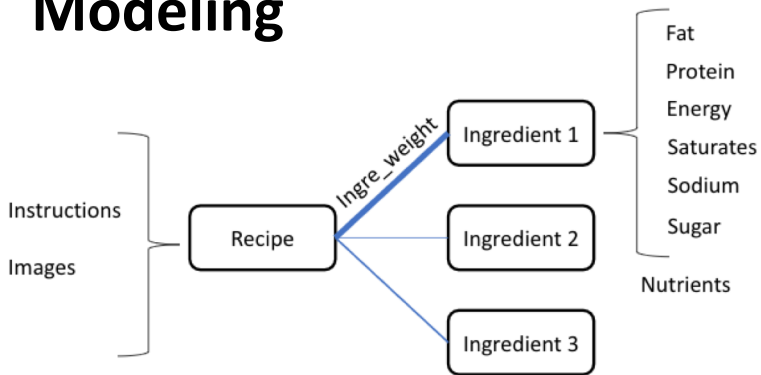 Modeling
Instructions
Images
Recipe
Ingre_weight
Ingredient 1
Ingredient 2
Ingredient 3
Fat
Protein
Energy
Saturates
Sodium
Sugar
Nutrients